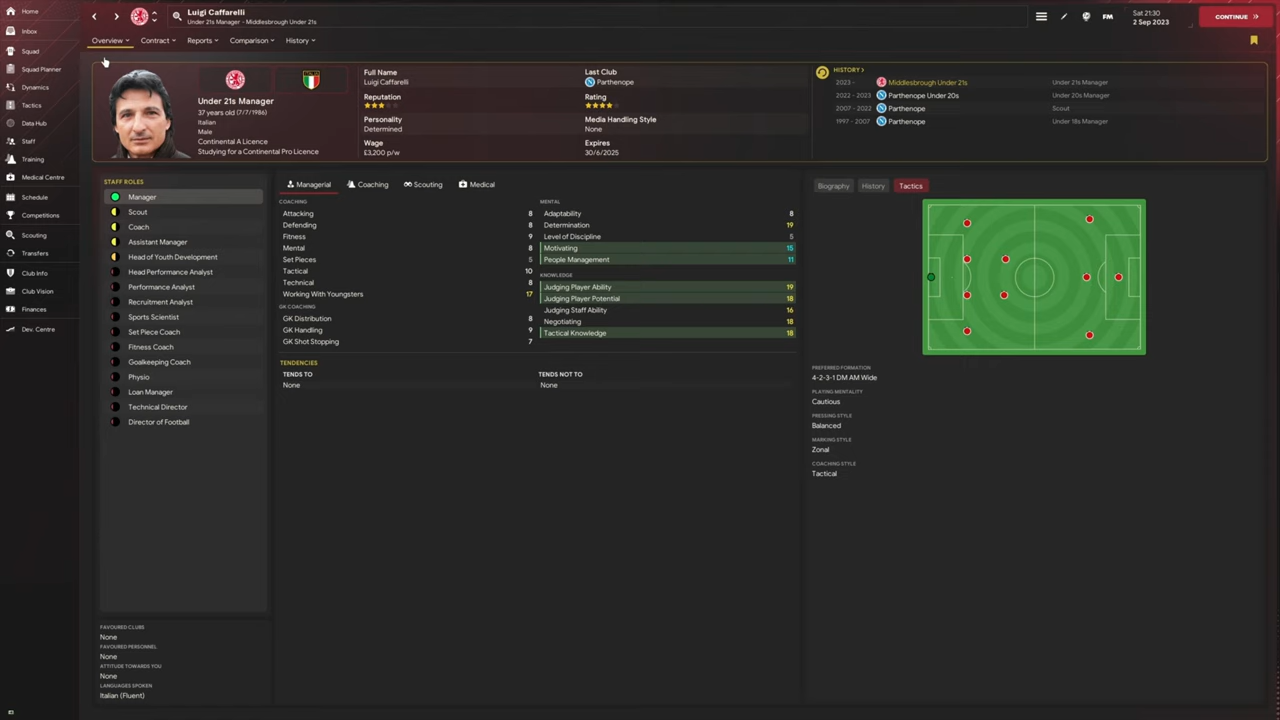 Home
Inbox
Squad
Squad Planner
Dynamics
Tactics
Data Hub
Staff
Training
Medical Centre
Schedule
Competitions
Scouting
Transfers
Club Info
Club Vision
Finances
Dev. Centre
Luigi Caffarelli
Under 21s Manager - Middlesbrough Under 21s
FM
Sat 21:30
2 Sep 2023
CONTINUE
Overview
Contract
Reports
Comparison
History
Under 21s Manager
37 years old (7/7/1986)
Italian
Male
Continental A Licence
Studying for a Continental Pro Licence
Full Name
Luigi Caffarelli
Reputation
Personality
Determined
Wage
£3,200 p/w
Last Club
Parthenope
Rating
Media Handling Style
None
Expires
30/6/2025
HISTORY
2023 - Middlesbrough Under 21s Under 21s Manager
2022 - 2023 Parthenope Under 20s Under 20s Manager
2007 - 2022 Parthenope Scout
1997 - 2007 Parthenope Under 18s Manager
STAFF ROLES
Manager
Scout
Coach
Assistant Manager
Head of Youth Development
Head Performance Analyst
Performance Analyst
Recruitment Analyst
Sports Scientist
Set Piece Coach
Fitness Coach
Goalkeeping Coach
Physio
Loan Manager
Technical Director
Director of Football
FAVOURED CLUBS
None
FAVOURED PERSONNEL
None
ATTITUDE TOWARDS YOU
None
LANGUAGES SPOKEN
Italian (Fluent)
Managerial
Coaching
Scouting
Medical
COACHING
Attacking 8
Defending 8
Fitness 9
Mental 8
Set Pieces 5
Tactical 10
Technical 8
Working With Youngsters 17
GK COACHING
GK Distribution 8
GK Handling 9
GK Shot Stopping 7
MENTAL
Adaptability 8
Determination 19
Level of Discipline 5
Motivating 15
People Management 11
KNOWLEDGE
Judging Player Ability 19
Judging Player Potential 18
Judging Staff Ability 16
Negotiating 18
Tactical Knowledge 18
TENDENCIES
TENDS TO
None
TENDS NOT TO
None
Biography
History
Tactics
PREFERRED FORMATION
4-2-3-1 DM AM Wide
PLAYING MENTALITY
Cautious
PRESSING STYLE
Balanced
MARKING STYLE
Zonal
COACHING STYLE
Tactical